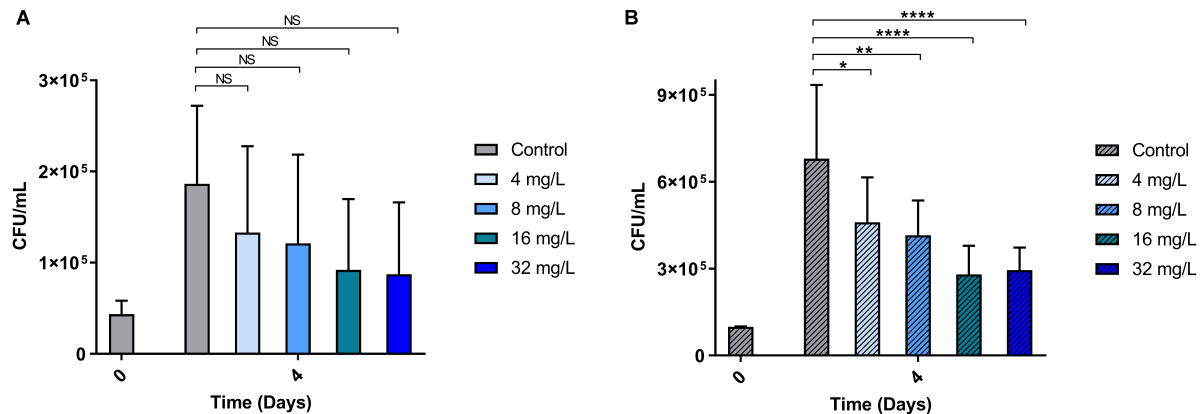 A
NS
NS
NS
NS
3×10⁵
2×10⁵
1×10⁵
0
CFU/mL
0
4
Time (Days)
Control
4 mg/L
8 mg/L
16 mg/L
32 mg/L
B
****
****
**
*
9×10⁵
6×10⁵
3×10⁵
0
CFU/mL
0
4
Time (Days)
Control
4 mg/L
8 mg/L
16 mg/L
32 mg/L